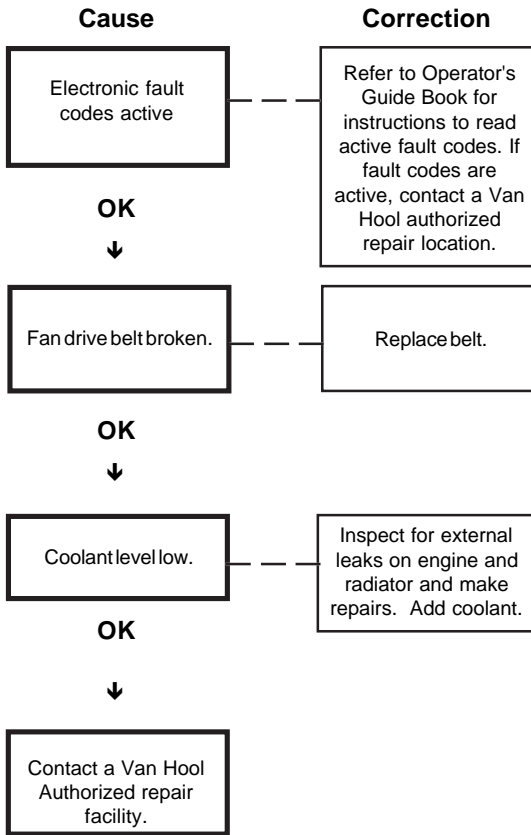 Cause
Correction
Electronic fault
codes active
Refer to Operator's
Guide Book for
instructions to read
active fault codes. If
fault codes are
active, contact a Van
Hool authorized
repair location.
OK
Fan drive belt broken.
Replace belt.
OK
Coolant level low.
Inspect for external
leaks on engine and
radiator and make
repairs. Add coolant.
OK
Contact a Van Hool
Authorized repair
facility.